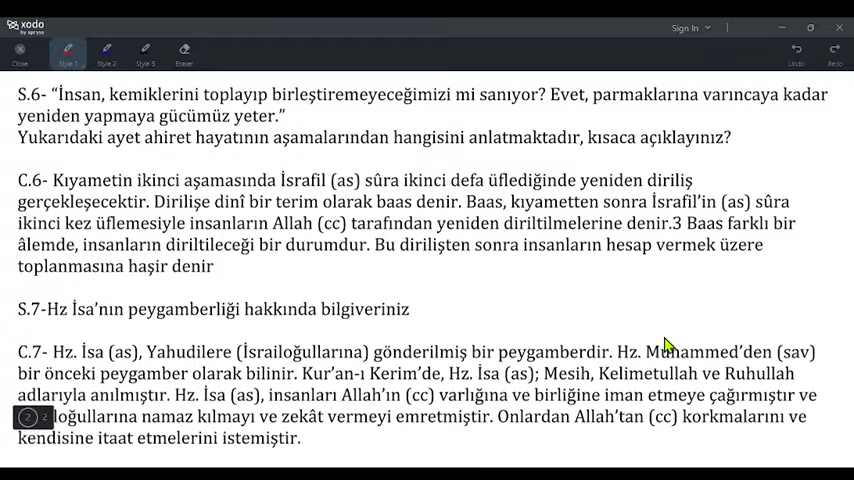 xodo
by apryse
Sign In
Close
Style 1
Style 2
Style 3
Eraser
Undo
Redo
S.6- “İnsan, kemiklerini toplayıp birleştiremeyeceğimizi mi sanıyor? Evet, parmaklarına varıncaya kadar
yeniden yapmaya gücümüz yeter.”
Yukarıdaki ayet ahiret hayatının aşamalarından hangisini anlatmaktadır, kısaca açıklayınız?
C.6- Kıyametin ikinci aşamasında İsrafil (as) sûra ikinci defa üflediğinde yeniden diriliş
gerçekleşecektir. Dirilişe dinî bir terim olarak baas denir. Baas, kıyametten sonra İsrafil’in (as) sûra
ikinci kez üflemesiyle insanların Allah (cc) tarafından yeniden diriltilmelerine denir.3 Baas farklı bir
âlemde, insanların diriltileceği bir durumdur. Bu dirilişten sonra insanların hesap vermek üzere
toplanmasına haşir denir
S.7-Hz İsa’nın peygamberliği hakkında bilgiveriniz
C.7- Hz. İsa (as), Yahudilere (İsrailoğullarına) gönderilmiş bir peygamberdir. Hz. Muhammed’den (sav)
bir önceki peygamber olarak bilinir. Kur’an-ı Kerim’de, Hz. İsa (as); Mesih, Kelimetullah ve Ruhullah
adlarıyla anılmıştır. Hz. İsa (as), insanları Allah’ın (cc) varlığına ve birliğine iman etmeye çağırmıştır ve
2 2 loğullarına namaz kılmayı ve zekât vermeyi emretmiştir. Onlardan Allah’tan (cc) korkmalarını ve
kendisine itaat etmelerini istemiştir.